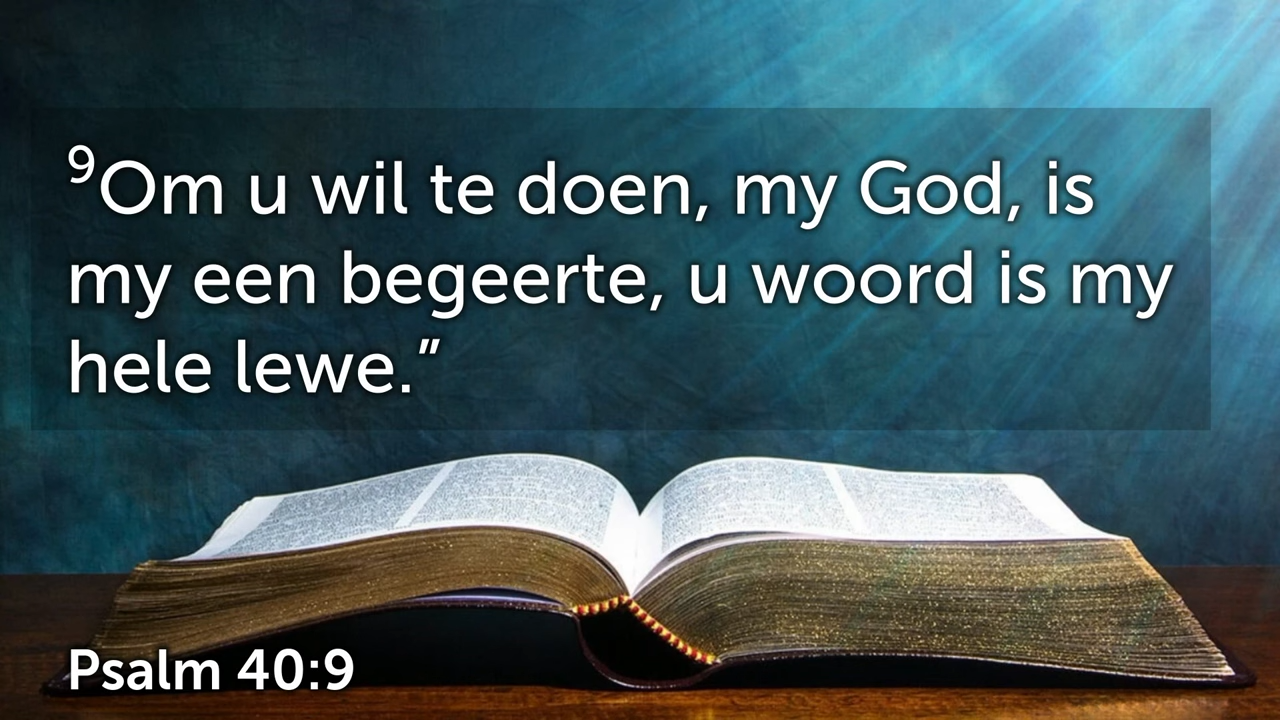 ⁹Om u wil te doen, my God, is
my een begeerte, u woord is my
hele lewe.”
Psalm 40:9